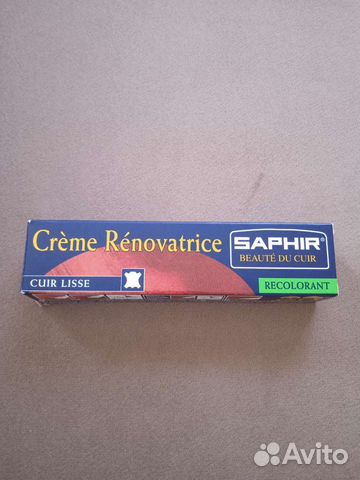 Crème Rénovatrice
SAPHIR
BEAUTÉ DU CUIR
CUIR LISSE
RECOLORANT
Avito